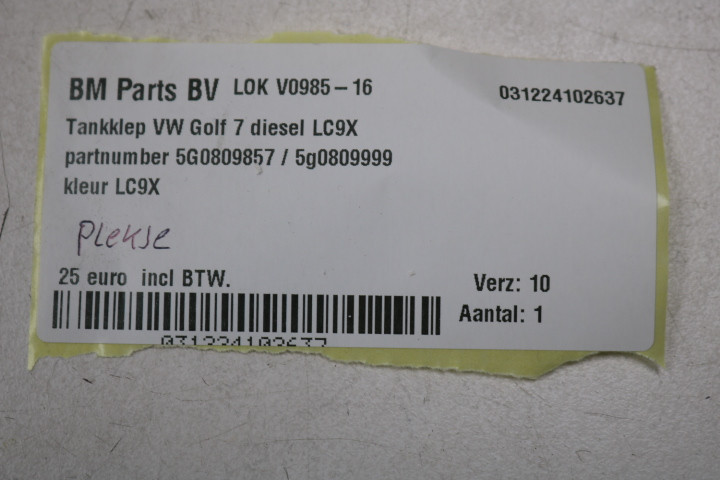 BM Parts BV LOK V0985-16 031224102637
Tankklep VW Golf 7 diesel LC9X
partnumber 5G0809857 / 5g0809999
kleur LC9X
Plekje
25 euro incl BTW. Verz: 10
Aantal: 1
031224102637